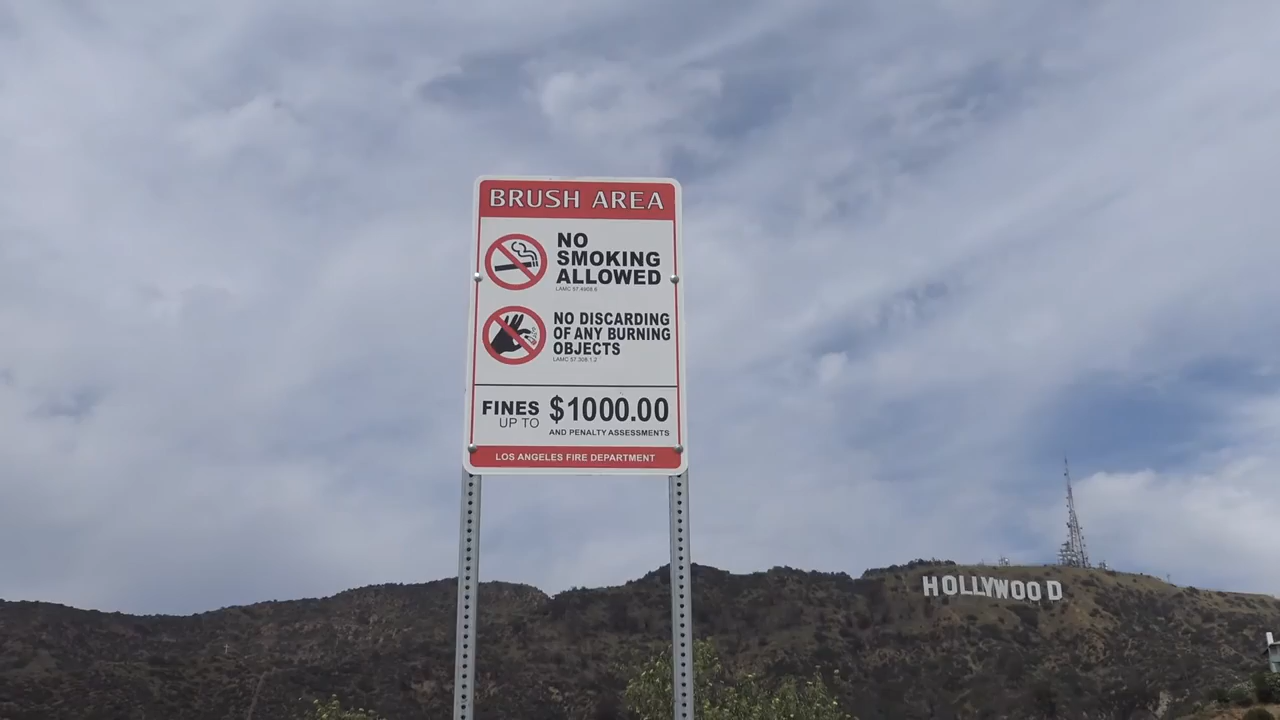 BRUSH AREA
NO
SMOKING
ALLOWED
LAMC 57.4908.6
NO DISCARDING
OF ANY BURNING
OBJECTS
LAMC 57.308.1.2
FINES
UP TO
$1000.00
AND PENALTY ASSESSMENTS
LOS ANGELES FIRE DEPARTMENT
HOLLYWOOD